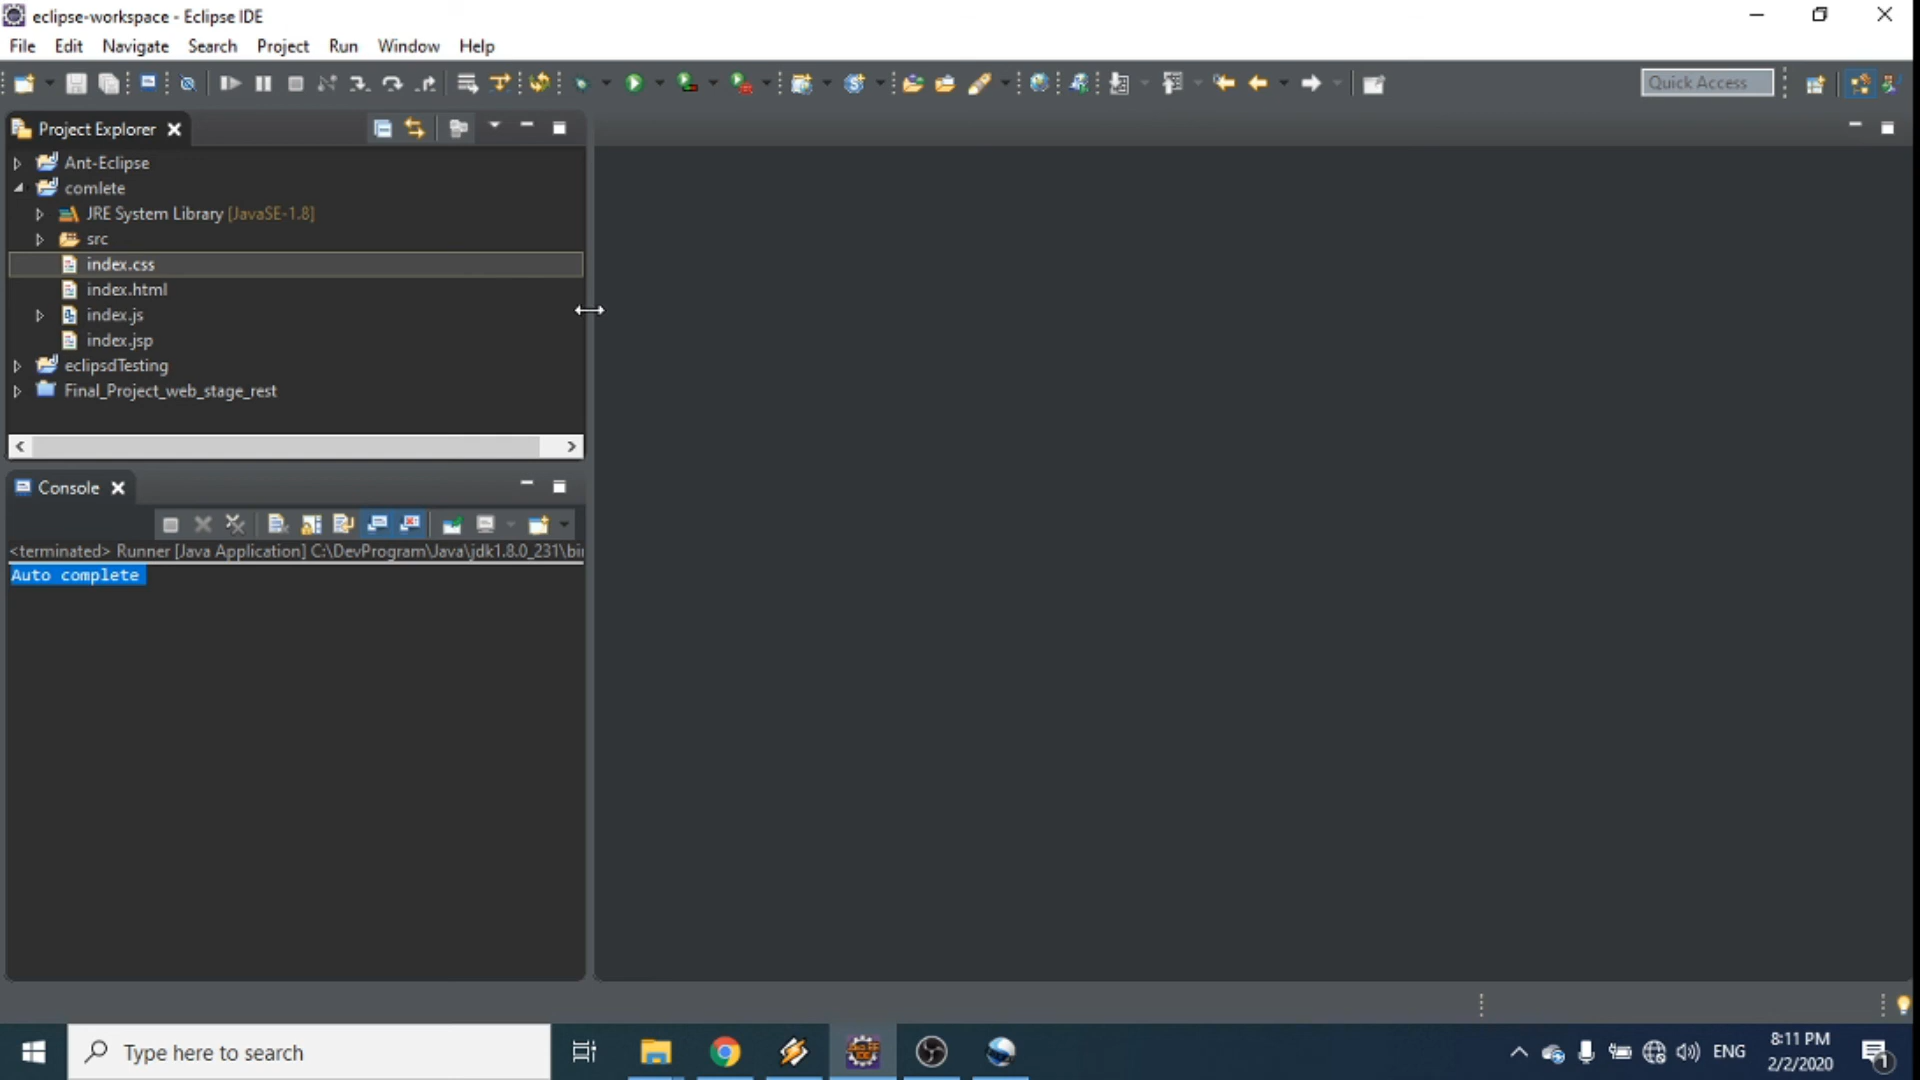 eclipse-workspace - Eclipse IDE
File Edit Navigate Search Project Run Window Help
Quick Access
Project Explorer
Ant-Eclipse
comlete
JRE System Library [JavaSE-1.8]
src
index.css
index.html
index.js
index.jsp
eclipsdTesting
Final_Project_web_stage_rest
Console
<terminated> Runner [Java Application] C:\DevProgram\Java\jdk1.8.0_231\bi
Auto complete
Type here to search
ENG
8:11 PM
2/2/2020
1